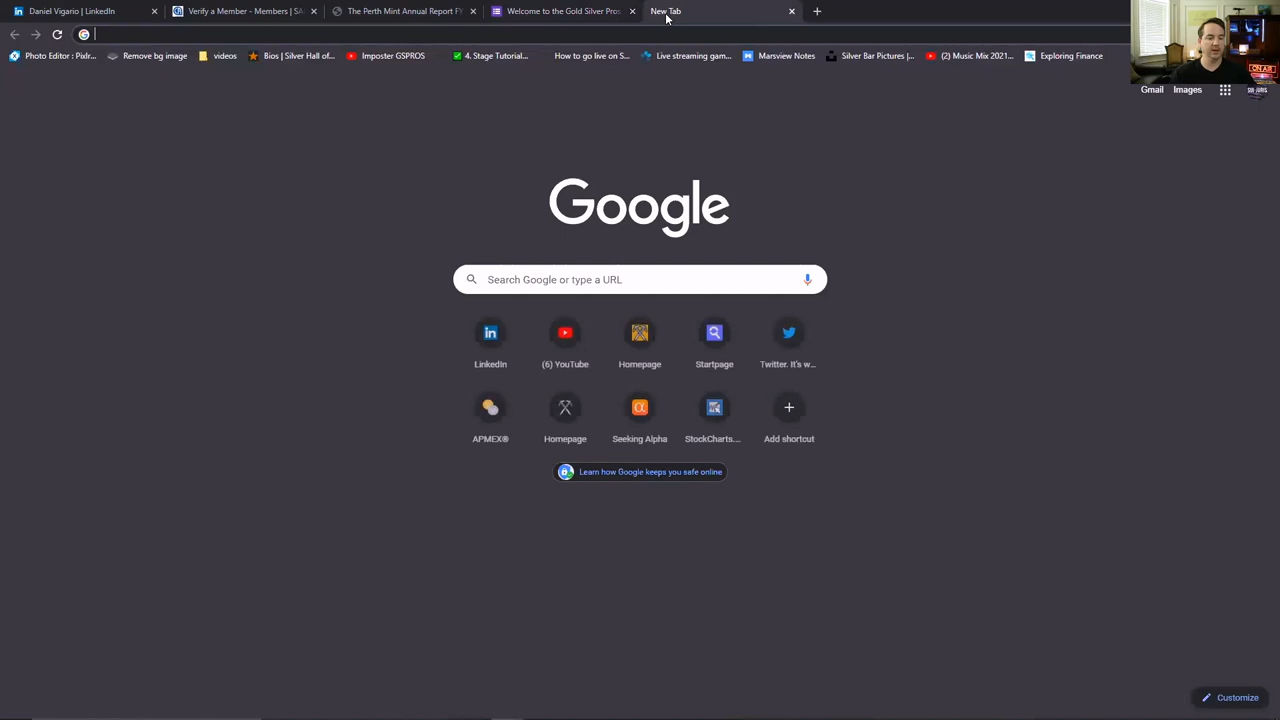 Daniel Vigario | LinkedIn
Verify a Member - Members | SA
The Perth Mint Annual Report FY
Welcome to the Gold Silver Pros
New Tab
Photo Editor : Pixlr...
Remove bg image
videos
Boston Silver Hall of
Imposter GSPROS
4. Stage Tutorial...
How to go live on S...
Live streaming gam...
Marsview Notes
Silver Bar Pictures |...
(2) Music Mix 2021...
Exploring Finance
ON AIR
Gmail
Images
Google
Search Google or type a URL
LinkedIn
(6) YouTube
Homepage
Startpage
Twitter. It's w...
APMEX®
Homepage
Seeking Alpha
StockCharts....
Add shortcut
Learn how Google keeps you safe online
Customize